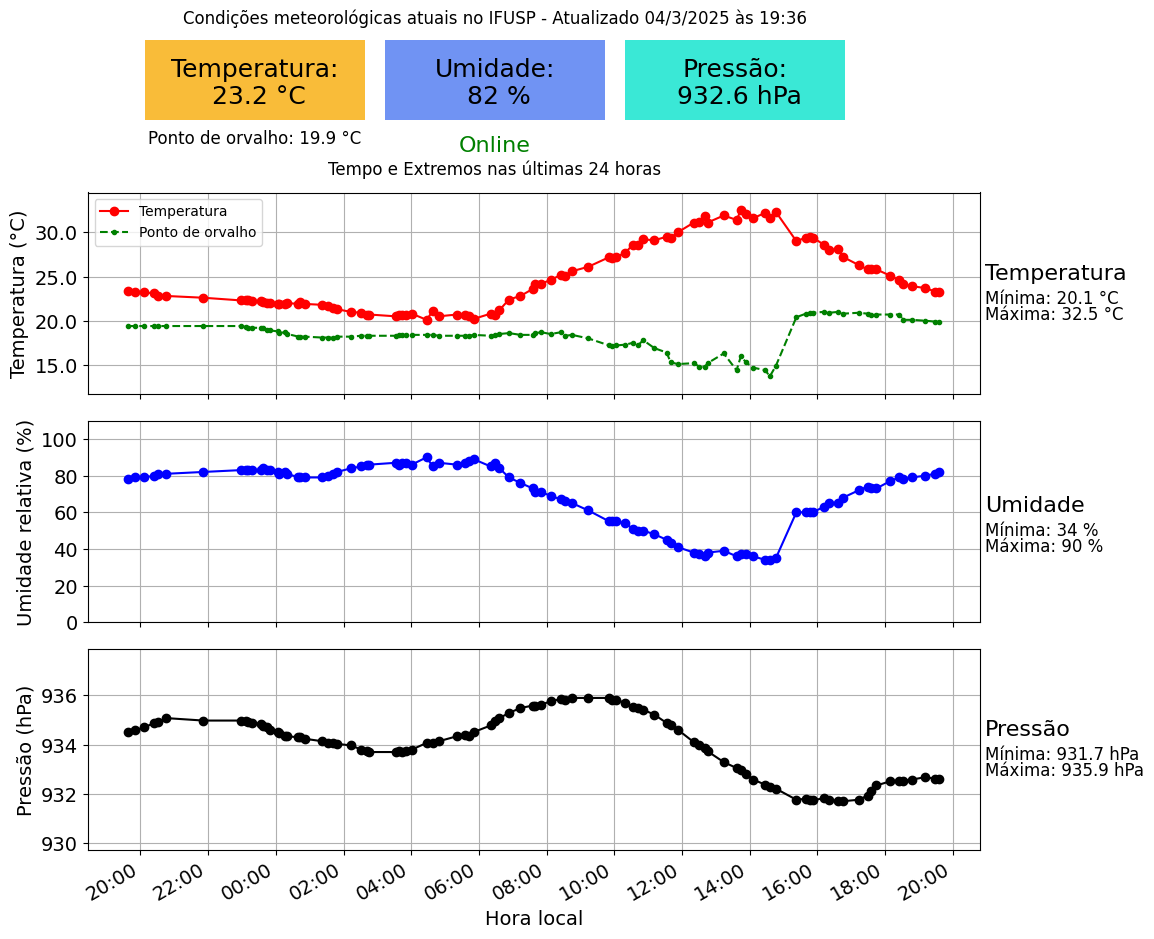 Condições meteorológicas atuais no IFUSP - Atualizado 04/3/2025 às 19:36
Temperatura:
23.2 °C
Umidade:
82 %
Pressão:
932.6 hPa
Ponto de orvalho: 19.9 °C
Online
Tempo e Extremos nas últimas 24 horas
Temperatura (°C)
30.0
25.0
20.0
15.0
Temperatura
Ponto de orvalho
Temperatura
Mínima: 20.1 °C
Máxima: 32.5 °C
Umidade relativa (%)
100
80
60
40
20
0
Umidade
Mínima: 34 %
Máxima: 90 %
Pressão (hPa)
936
934
932
930
Pressão
Mínima: 931.7 hPa
Máxima: 935.9 hPa
20:00 22:00 00:00 02:00 04:00 06:00 08:00 10:00 12:00 14:00 16:00 18:00 20:00
Hora local